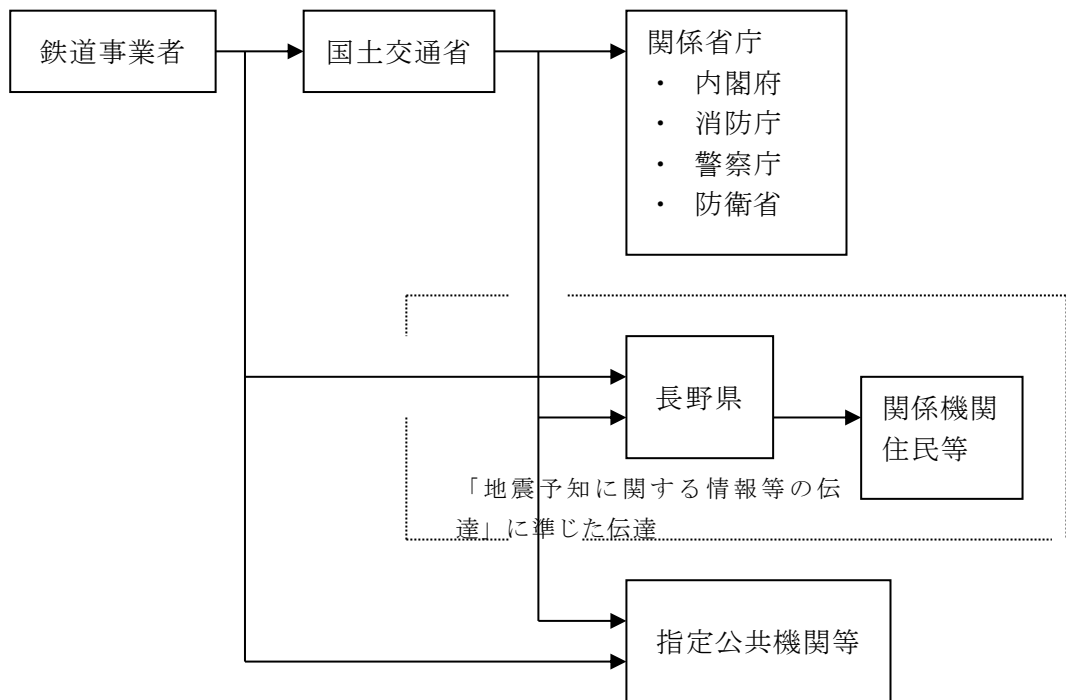 鉄道事業者
国土交通省
関係省庁
・ 内閣府
・ 消防庁
・ 警察庁
・ 防衛省
長野県
関係機関
住民等
「地震予知に関する情報等の伝
達」に準じた伝達
指定公共機関等